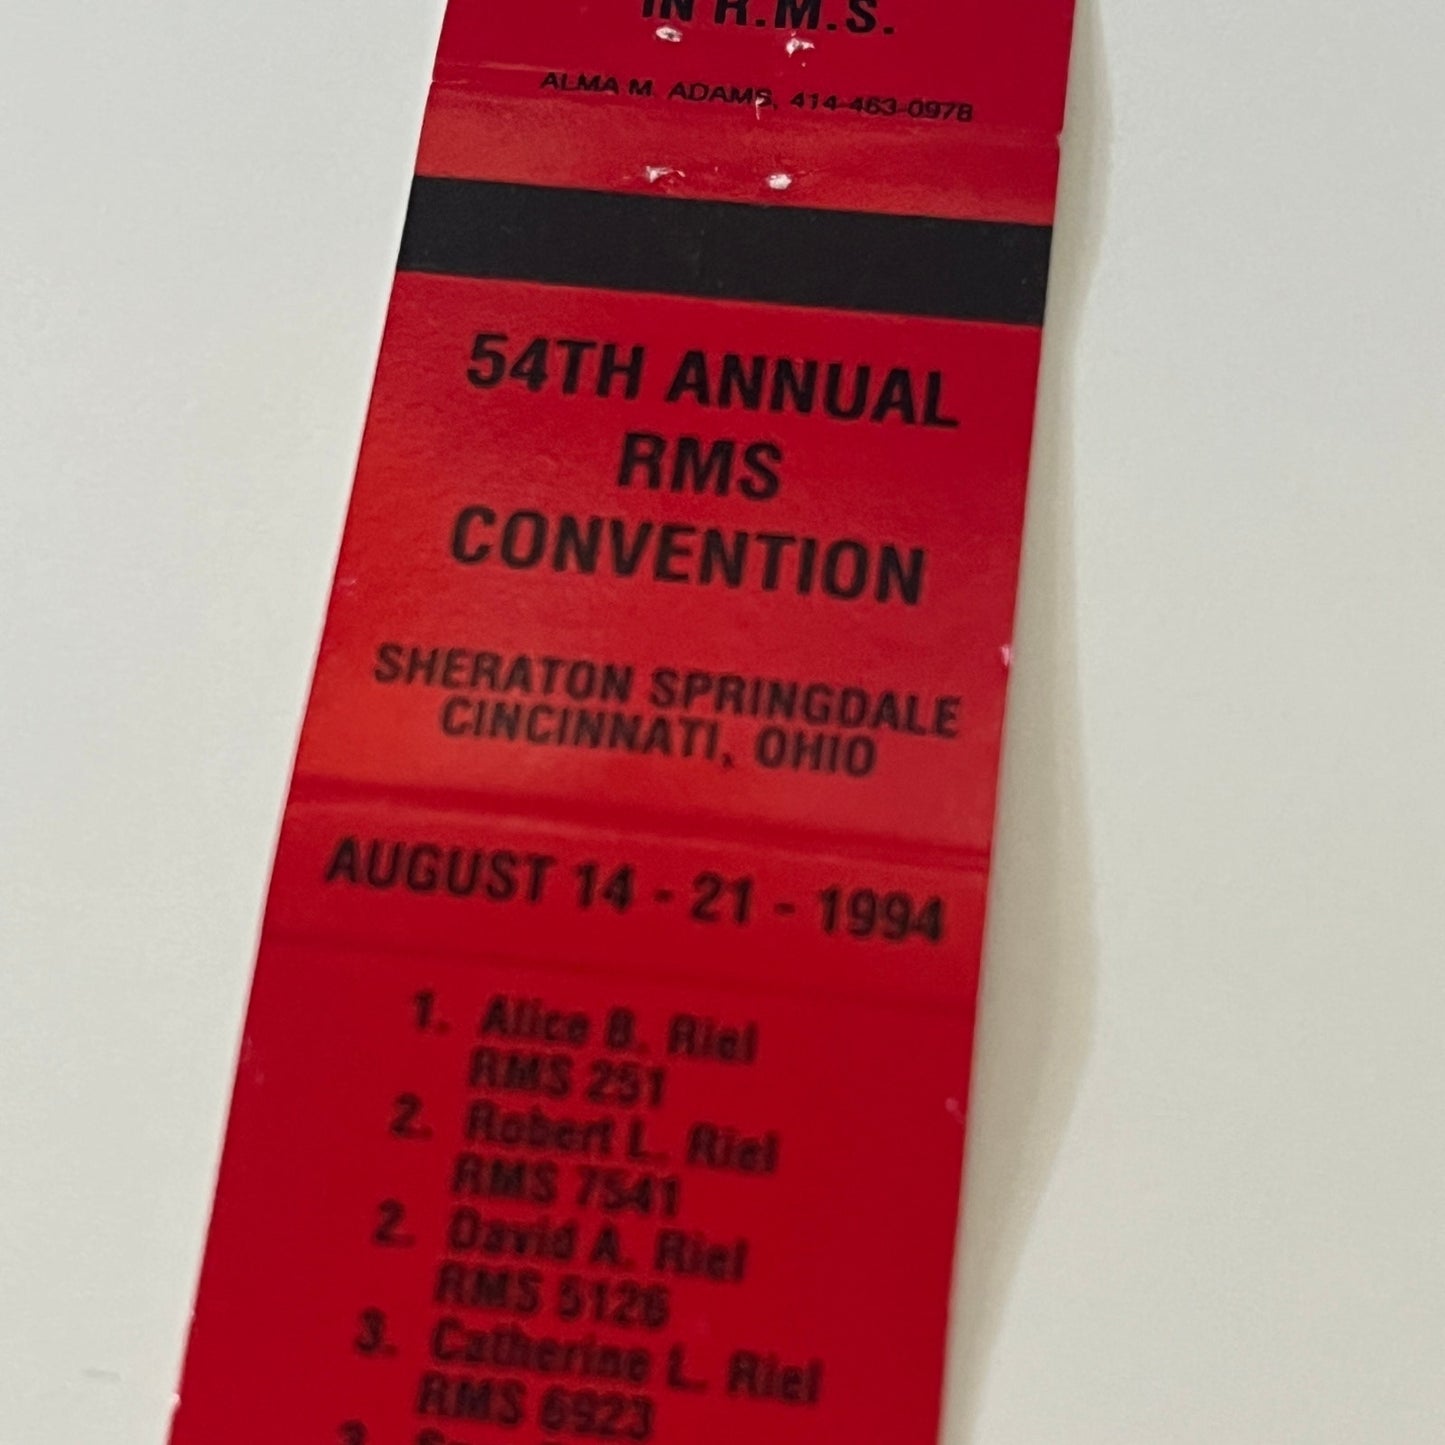 IN R.M.S.
ALMA M. ADAMS, 414-463-0978
54TH ANNUAL
RMS
CONVENTION
SHERATON SPRINGDALE
CINCINNATI, OHIO
AUGUST 14 - 21 - 1994
1. Alice B. Riel
RMS 251
2. Robert L. Riel
RMS 7541
2. David A. Riel
RMS 5126
3. Catherine L. Riel
RMS 6923
3.